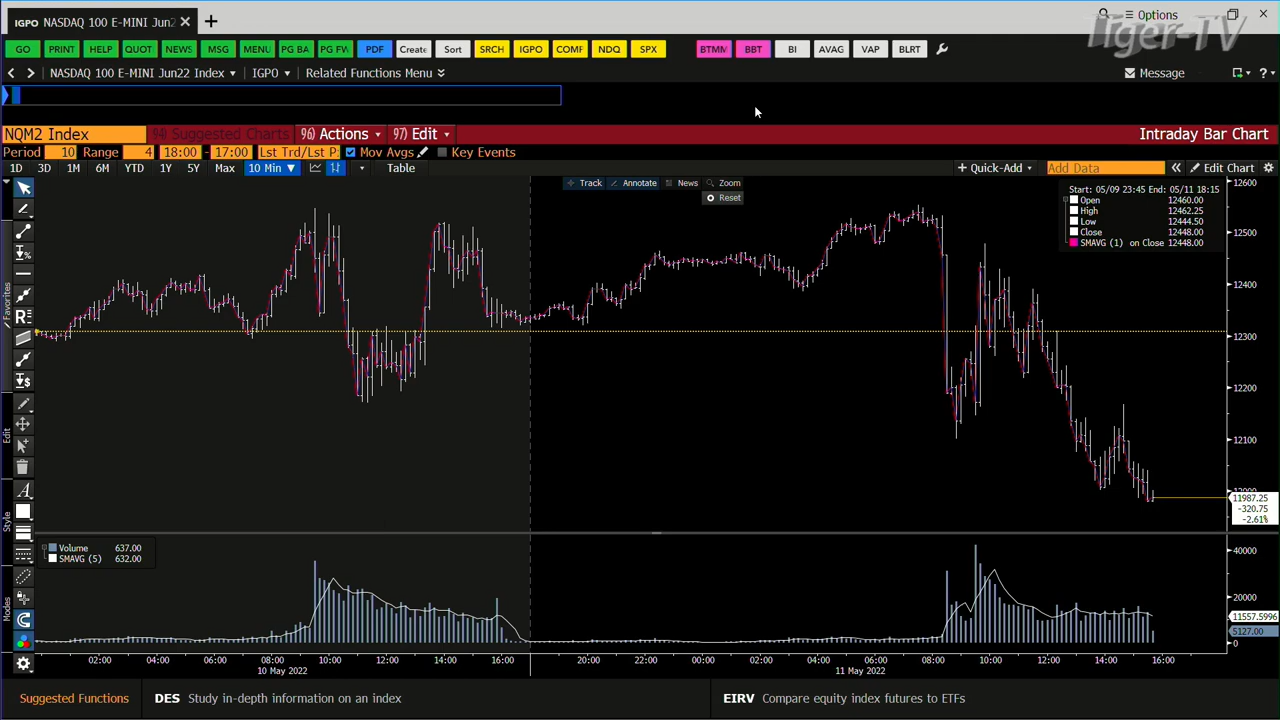 IGPO NASDAQ 100 E-MINI Jun22
Options
Tiger-TV
GO PRINT HELP QUOT NEWS MSG MENU PG BA PG FW PDF Create Sort SRCH IGPO COMF NDQ SPX BTMM BBT BI AVAG VAP BLRT
NASDAQ 100 E-MINI Jun22 Index IGPO Related Functions Menu Message
NQM2 Index 94) Suggested Charts 96) Actions 97) Edit Intraday Bar Chart
Period 10 Range 4 18:00 - 17:00 Lst Trd/Lst P Mov Avgs Key Events
1D 3D 1M 6M YTD 1Y 5Y Max 10 Min Table Quick-Add Add Data Edit Chart
Track Annotate News Zoom
Reset
Start: 05/09 23:45 End: 05/11 18:15
Open 12460.00
High 12462.25
Low 12444.50
Close 12448.00
SMAVG (1) on Close 12448.00
Favorites
Edit
Style
Modes
12600
12500
12400
12300
12200
12100
12000
11987.25
-320.75
-2.61%
Volume 637.00
SMAVG (5) 632.00
40000
20000
11557.5996
5127.00
0
02:00 04:00 06:00 08:00 10:00 12:00 14:00 16:00 20:00 22:00 00:00 02:00 04:00 06:00 08:00 10:00 12:00 14:00 16:00
10 May 2022 11 May 2022
Suggested Functions DES Study in-depth information on an index EIRV Compare equity index futures to ETFs